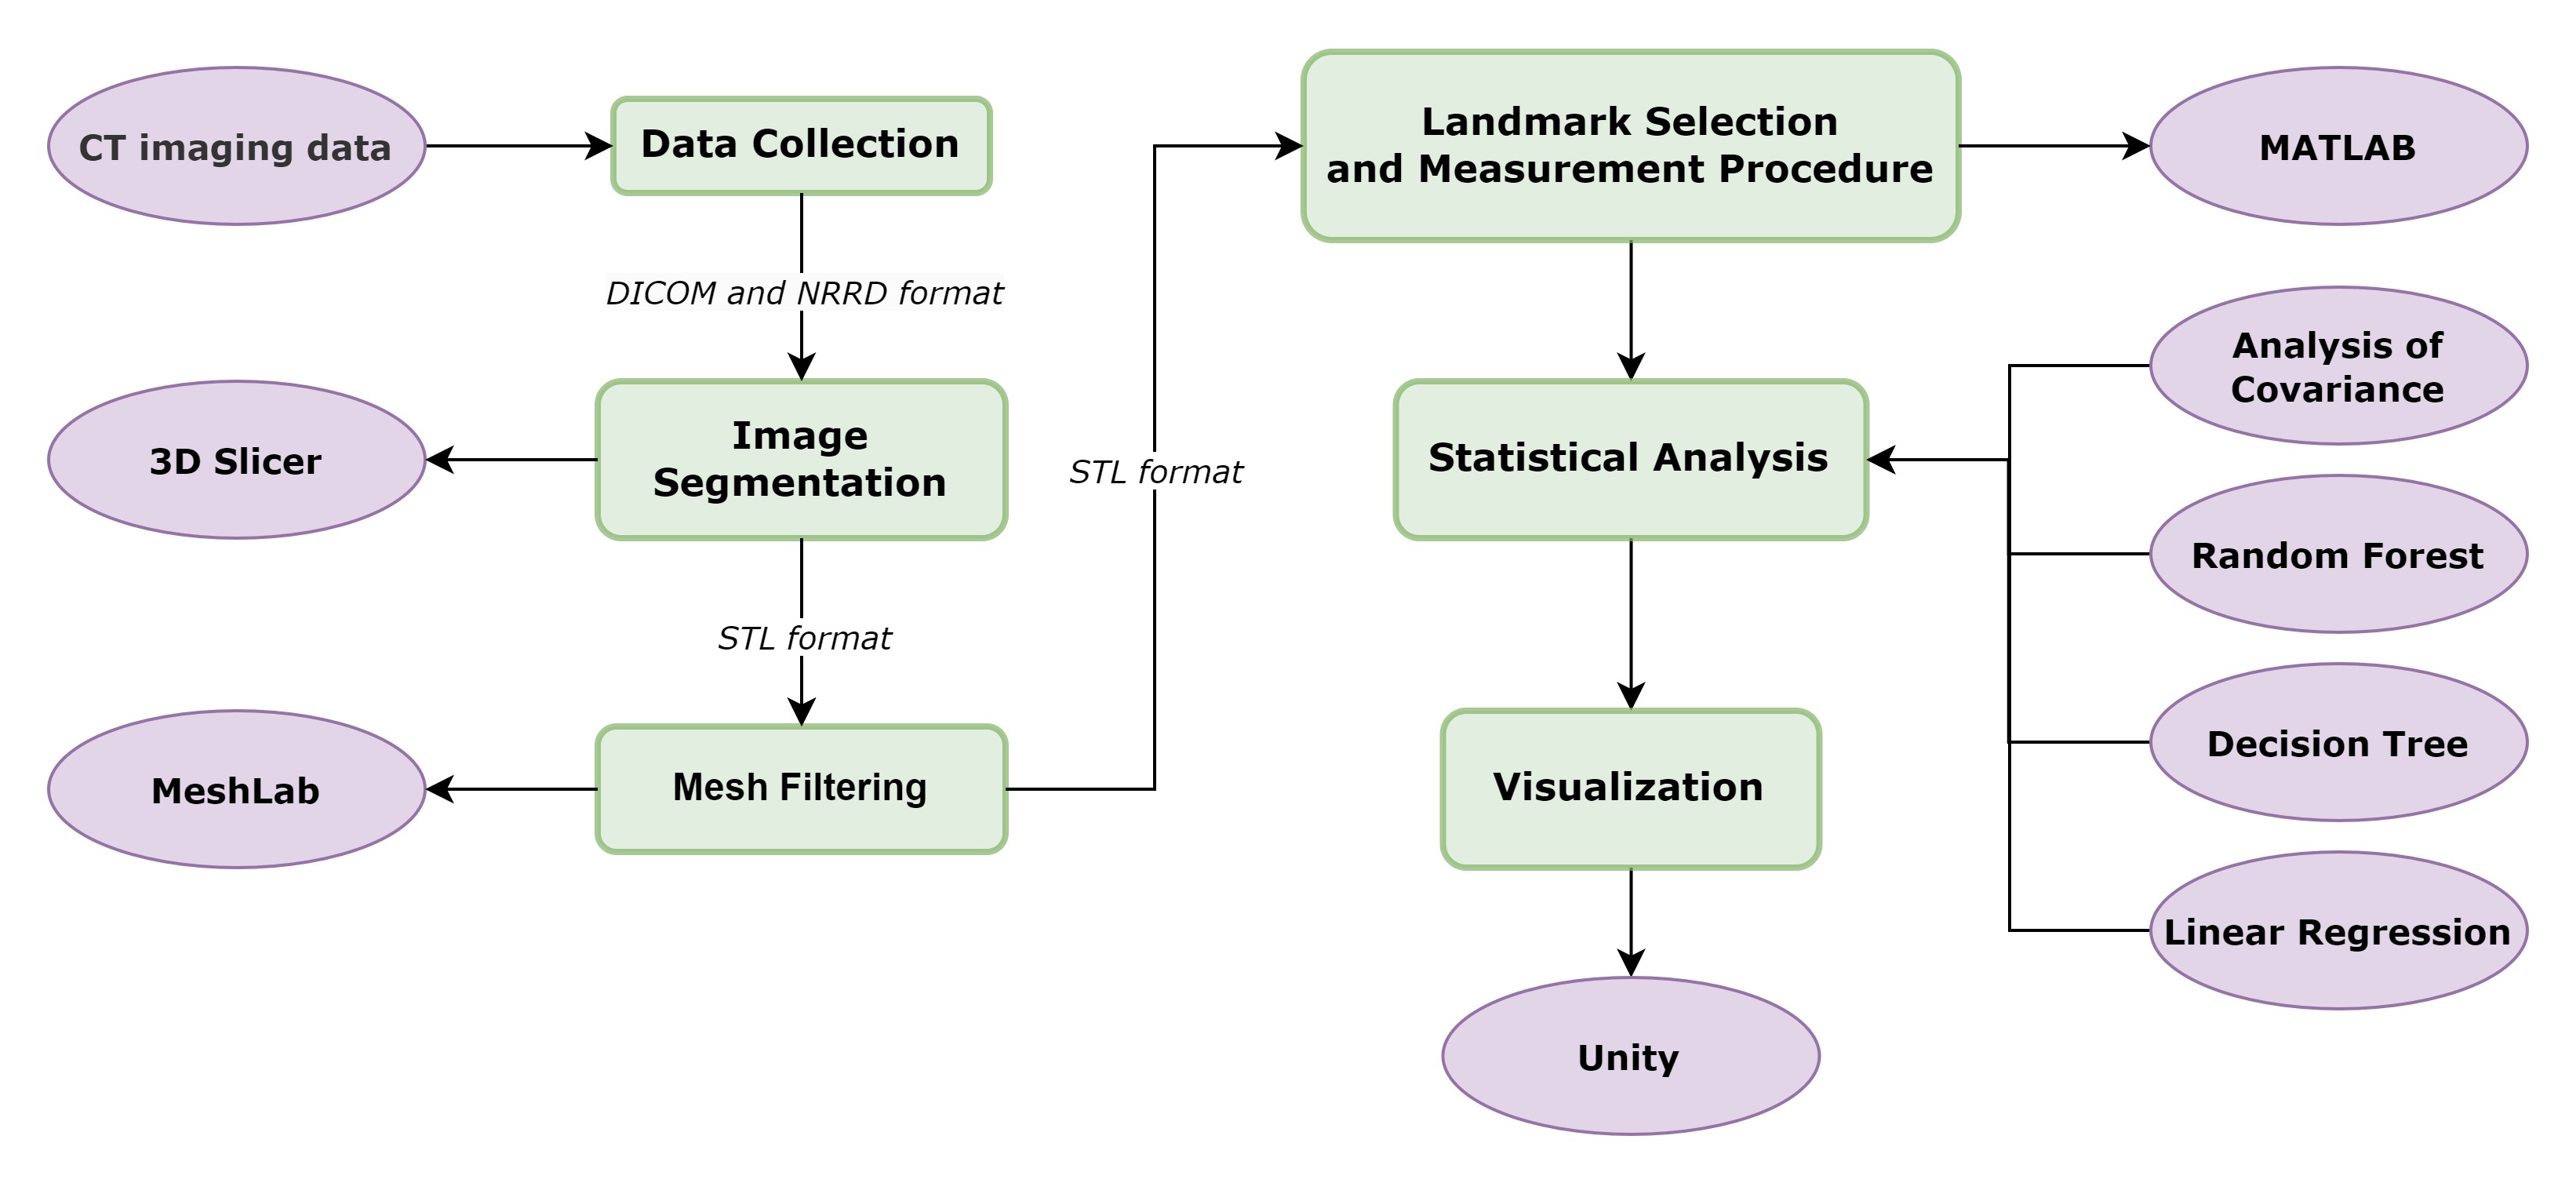 CT imaging data
Data Collection
DICOM and NRRD format
3D Slicer
Image
Segmentation
STL format
MeshLab
Mesh Filtering
STL format
Landmark Selection
and Measurement Procedure
MATLAB
Statistical Analysis
Analysis of
Covariance
Random Forest
Decision Tree
Linear Regression
Visualization
Unity